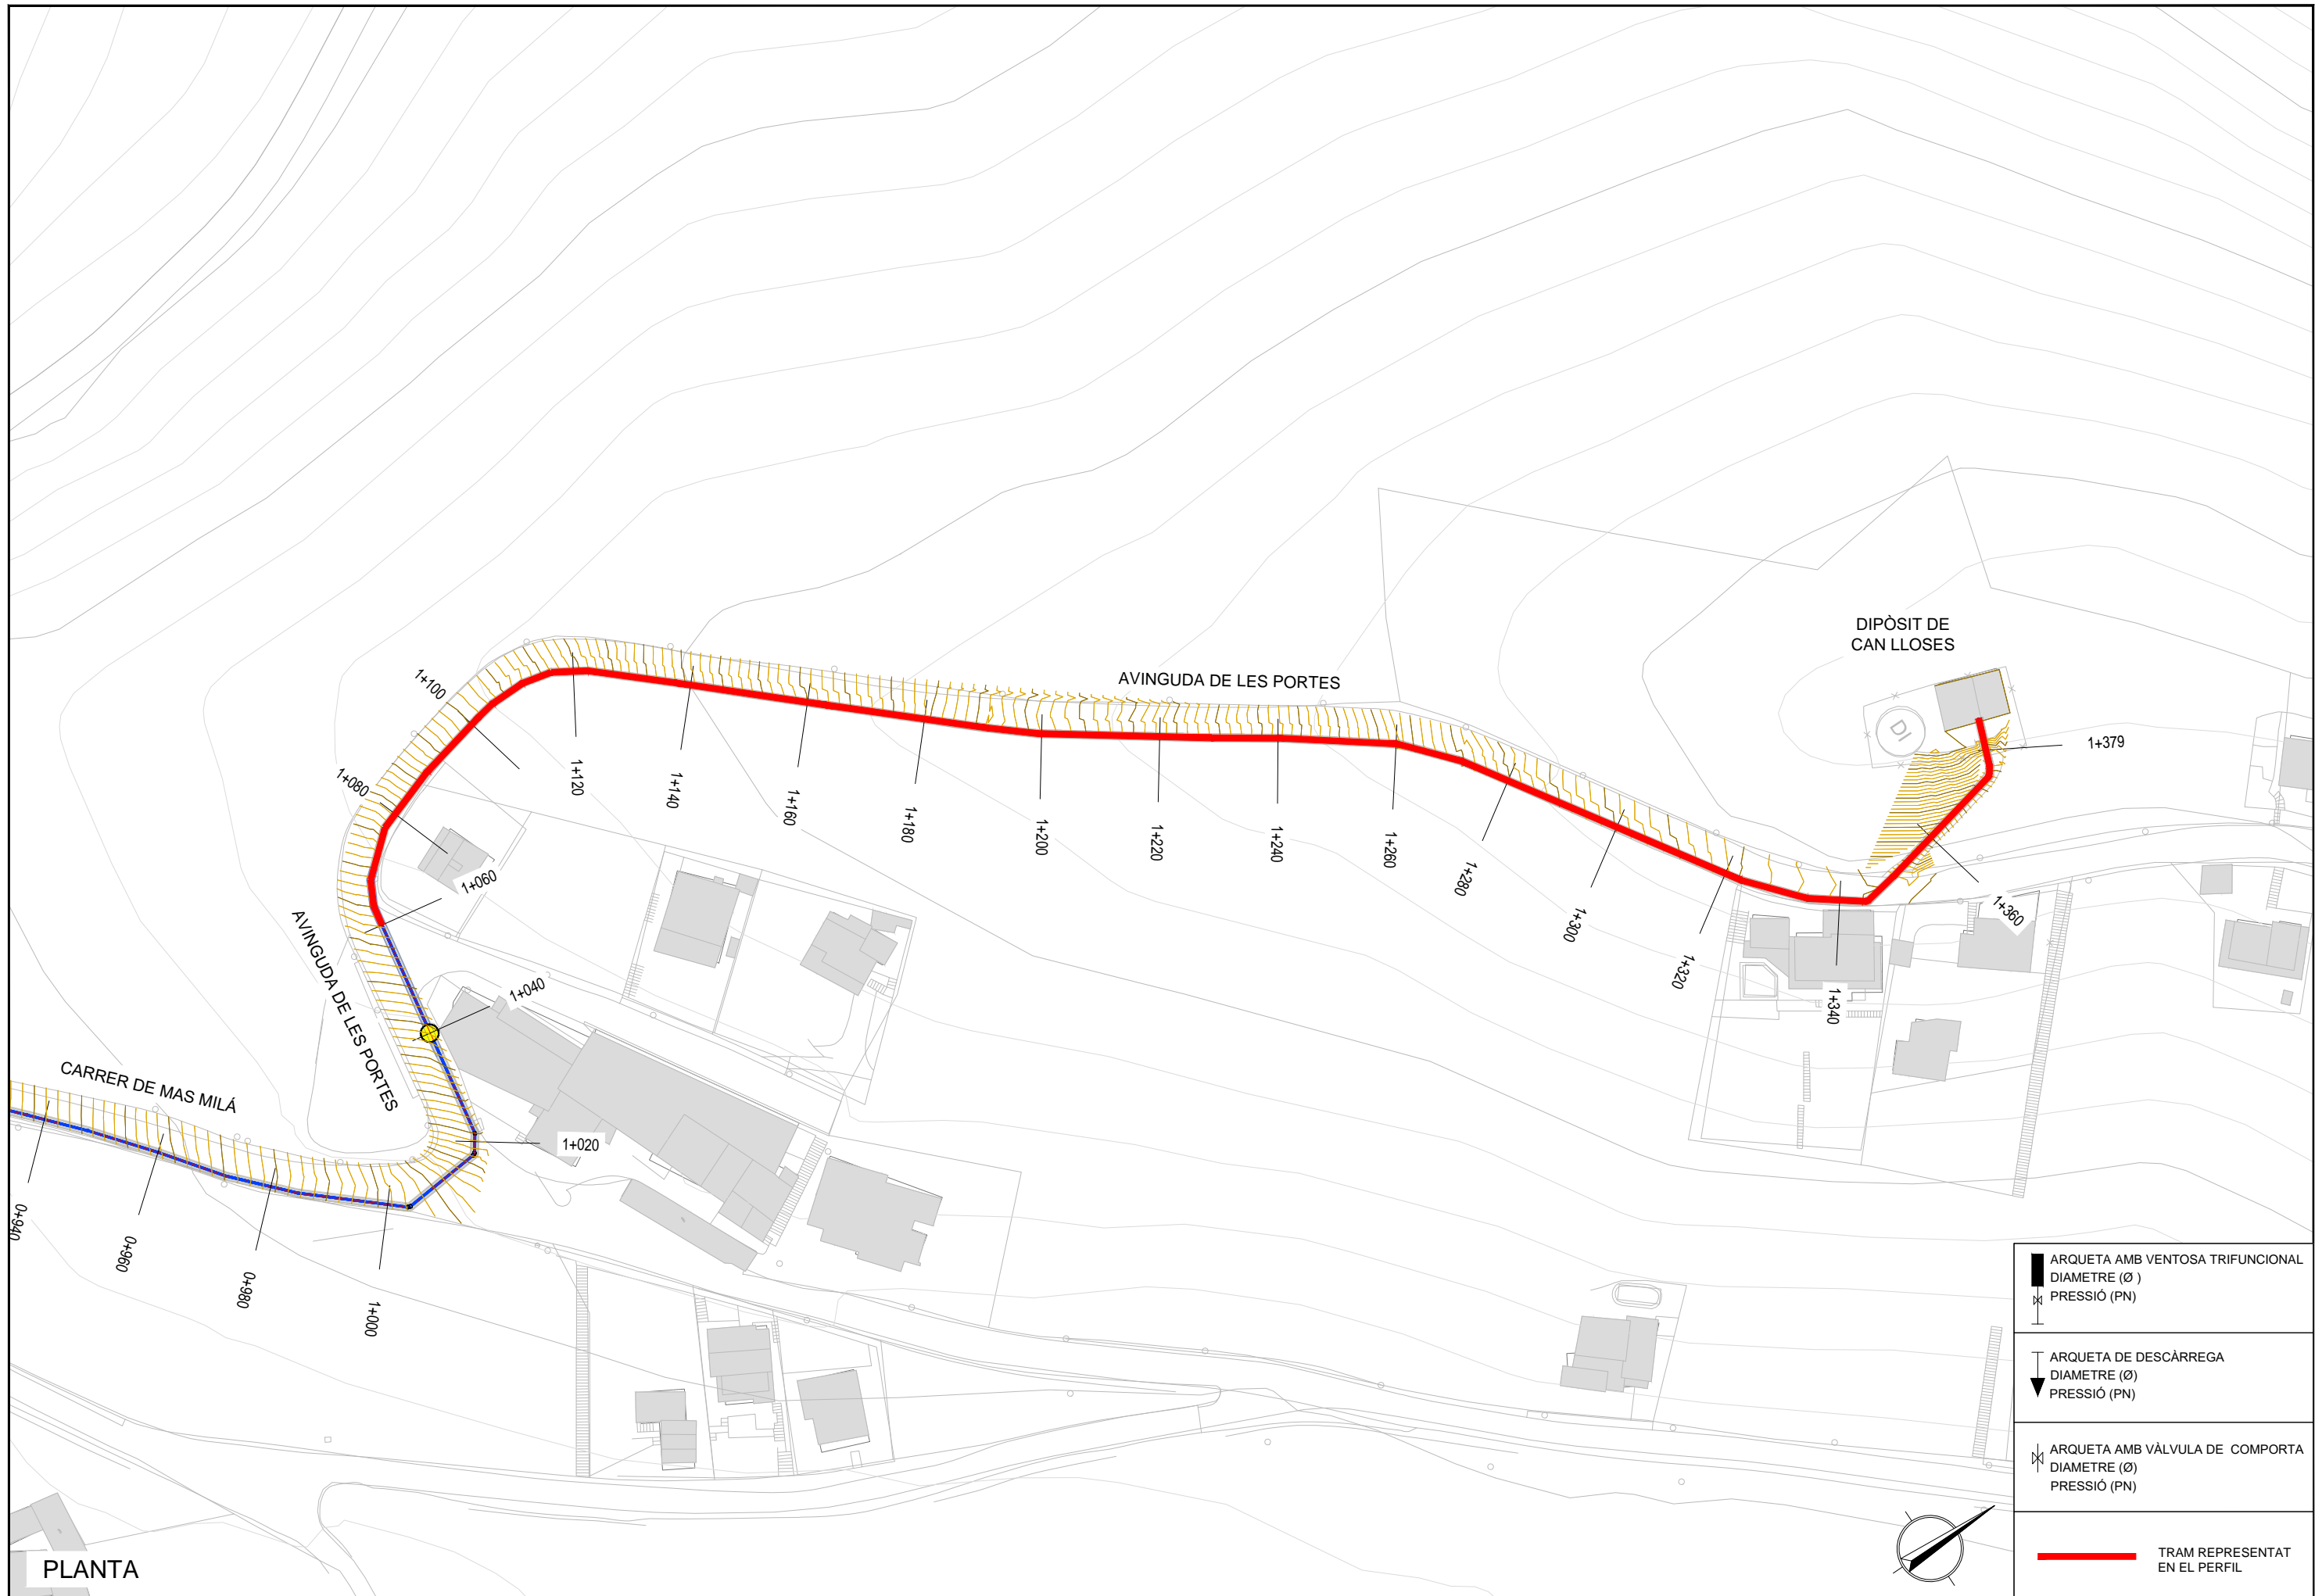 AVINGUDA DE LES PORTES
DIPÒSIT DE
CAN LLOSES
DI
1+379
1+100
1+080
1+120
1+140
1+160
1+180
1+200
1+220
1+240
1+260
1+280
1+300
1+320
1+340
1+360
1+060
AVINGUDA DE LES PORTES
1+040
1+020
CARRER DE MAS MILÁ
0+940
0+960
0+980
1+000
ARQUETA AMB VENTOSA TRIFUNCIONAL
DIAMETRE (Ø )
PRESSIÓ (PN)
ARQUETA DE DESCÀRREGA
DIAMETRE (Ø)
PRESSIÓ (PN)
ARQUETA AMB VÀLVULA DE COMPORTA
DIAMETRE (Ø)
PRESSIÓ (PN)
TRAM REPRESENTAT
EN EL PERFIL
PLANTA